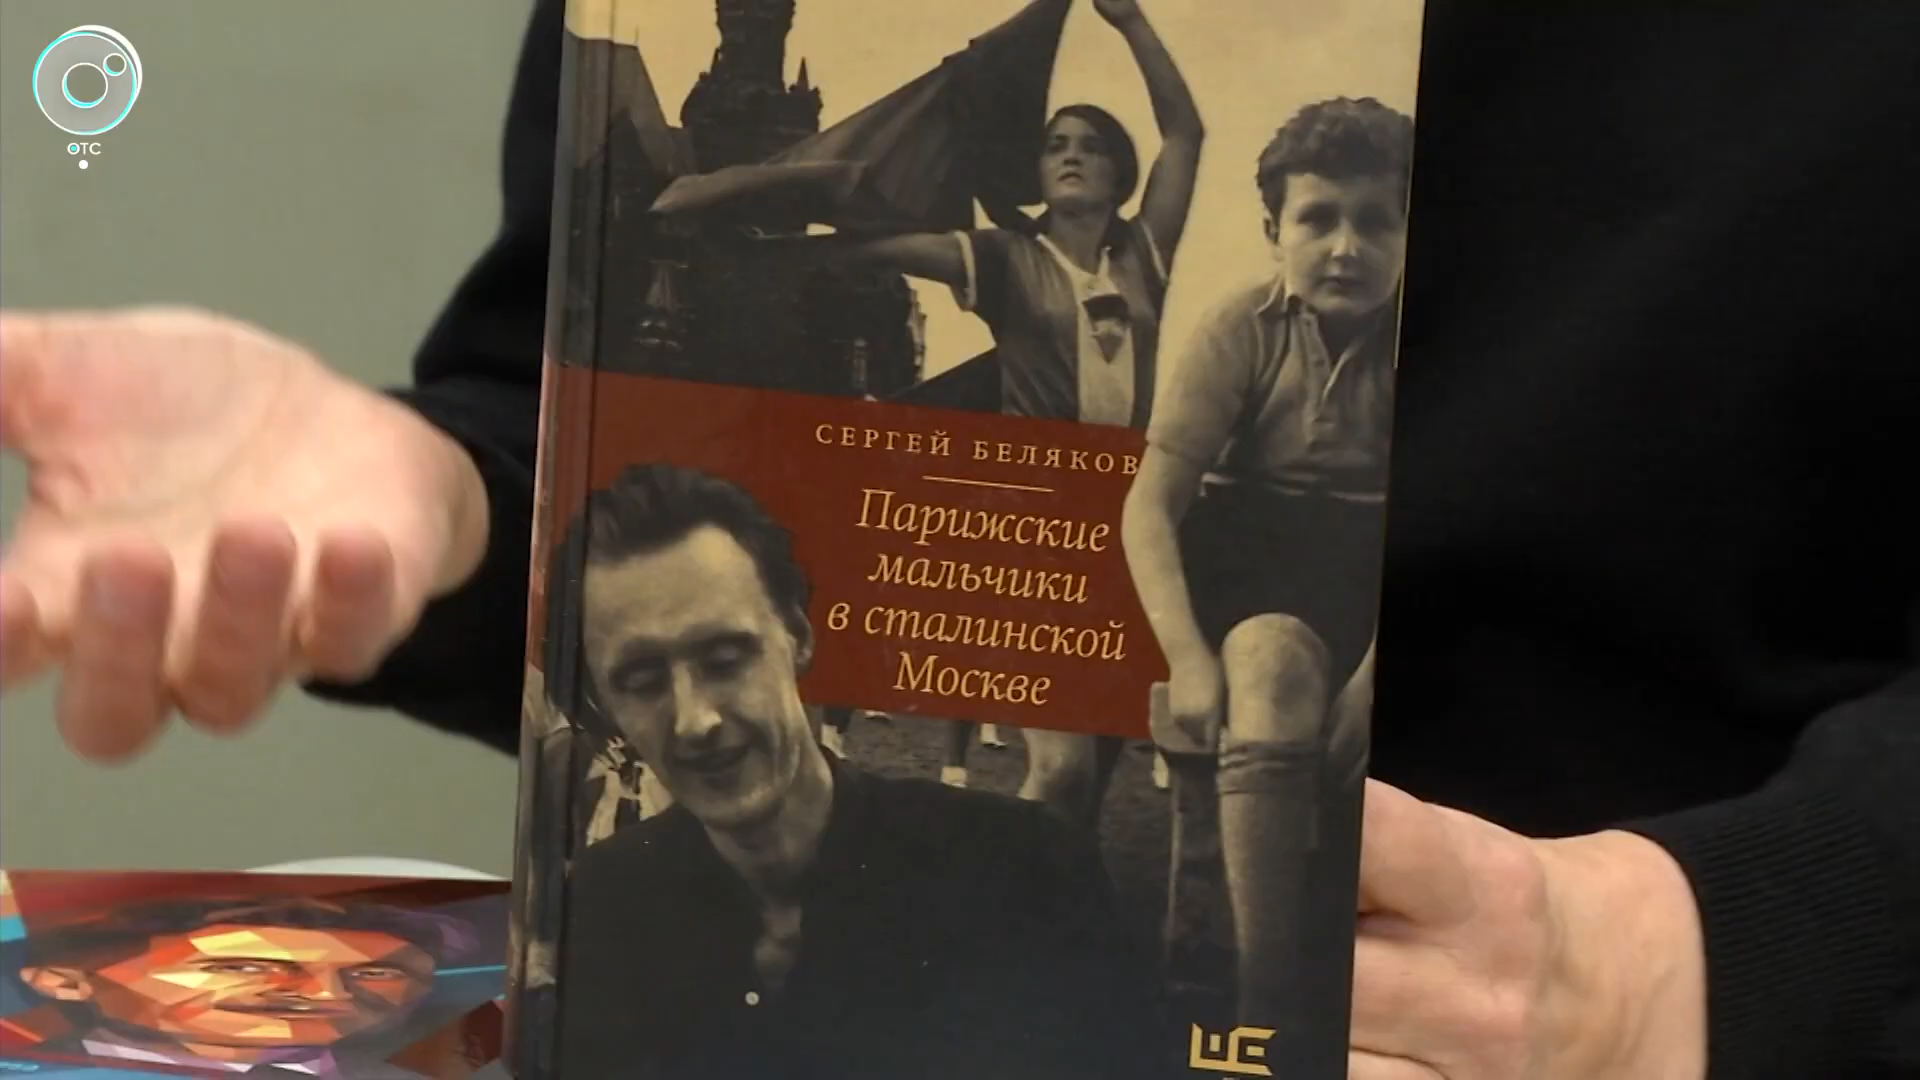 ОТС
СЕРГЕЙ БЕЛЯКОВ
Парижские
мальчики
в сталинской
Москве